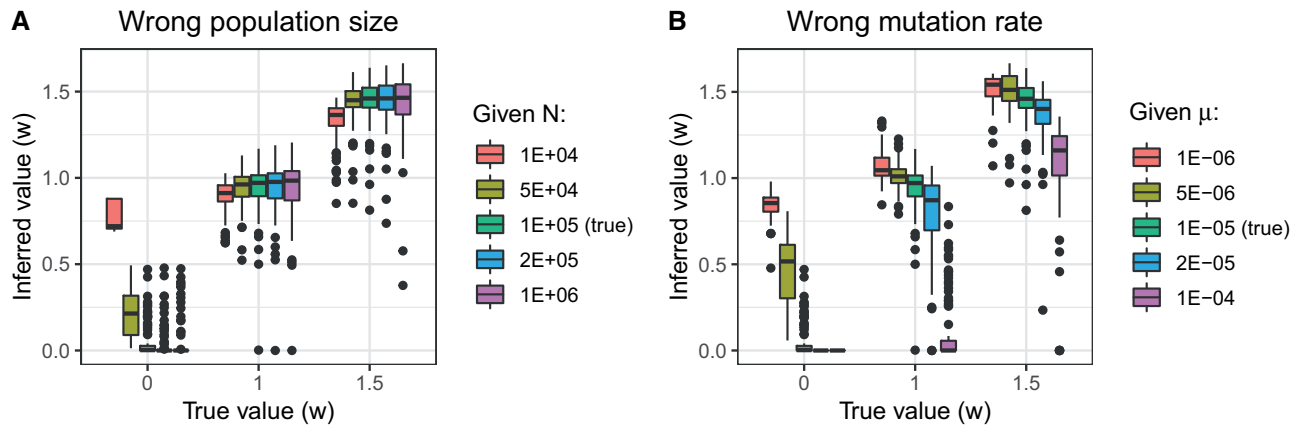 A
Wrong population size
Inferred value (w)
1.5
1.0
0.5
0.0
0
1
1.5
True value (w)
Given N:
1E+04
5E+04
1E+05 (true)
2E+05
1E+06
B
Wrong mutation rate
Inferred value (w)
1.5
1.0
0.5
0.0
0
1
1.5
True value (w)
Given μ:
1E−06
5E−06
1E−05 (true)
2E−05
1E−04